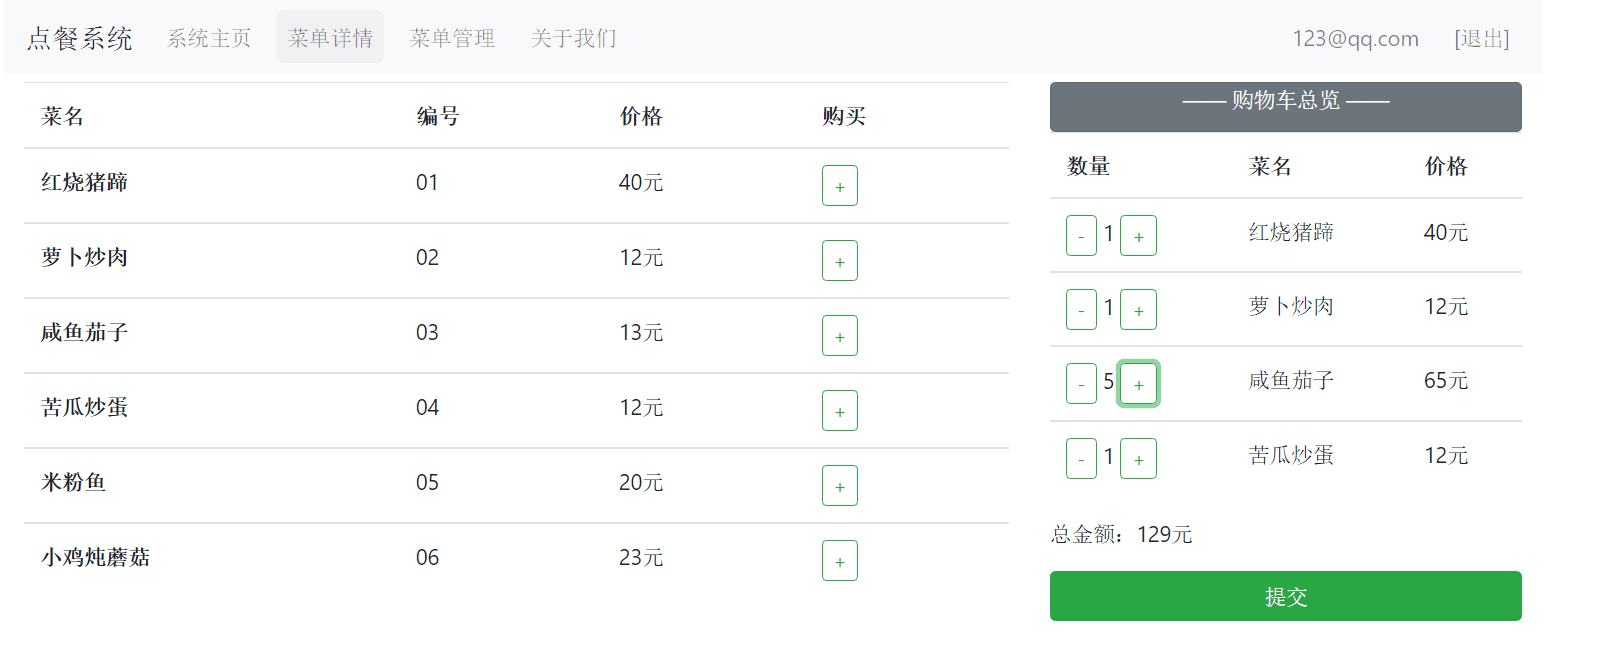 点餐系统 系统主页 菜单详情 菜单管理 关于我们 123@qq.com [退出]
菜名 编号 价格 购买
红烧猪蹄 01 40元 +
萝卜炒肉 02 12元 +
咸鱼茄子 03 13元 +
苦瓜炒蛋 04 12元 +
米粉鱼 05 20元 +
小鸡炖蘑菇 06 23元 +
—— 购物车总览 ——
数量 菜名 价格
- 1 + 红烧猪蹄 40元
- 1 + 萝卜炒肉 12元
- 5 + 咸鱼茄子 65元
- 1 + 苦瓜炒蛋 12元
总金额：129元
提交